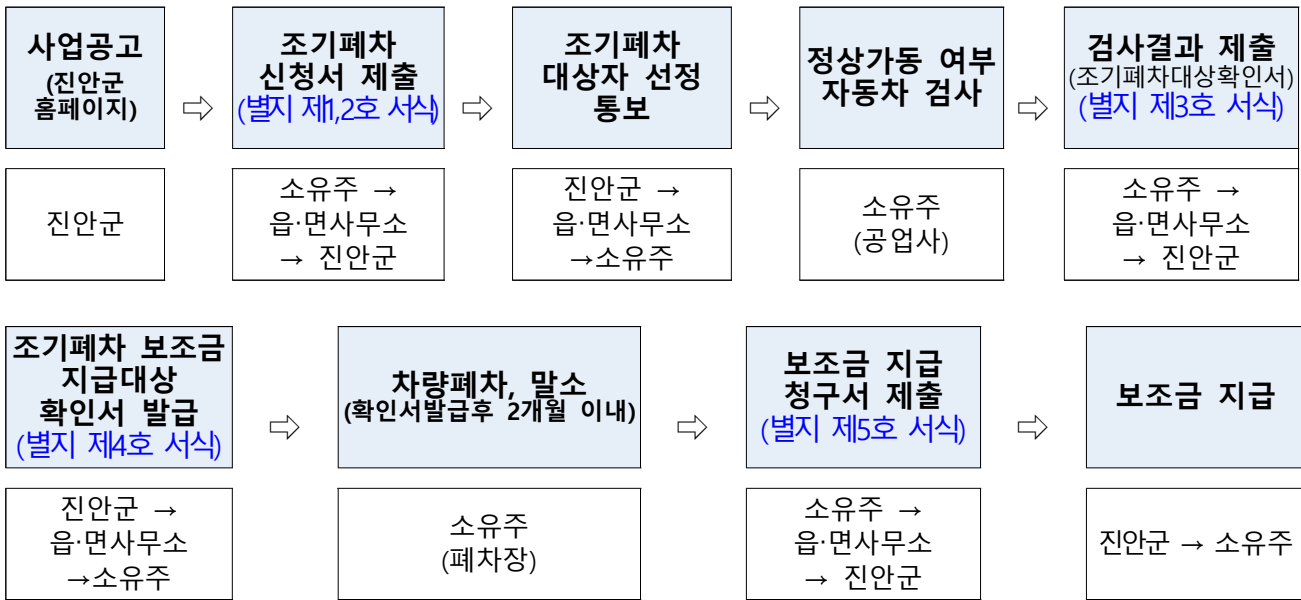 사업공고
(진안군
홈페이지)
⇨
조기폐차
신청서 제출
(별지 제1,2호 서식)
⇨
조기폐차
대상자 선정
통보
⇨
정상가동 여부
자동차 검사
⇨
검사결과 제출
(조기폐차대상확인서)
(별지 제3호 서식)
진안군
소유주 →
읍·면사무소
→ 진안군
진안군 →
읍·면사무소
→소유주
소유주
(공업사)
소유주 →
읍·면사무소
→ 진안군
조기폐차 보조금
지급대상
확인서 발급
(별지 제4호 서식)
⇨
차량폐차, 말소
(확인서발급후 2개월 이내)
⇨
보조금 지급
청구서 제출
(별지 제5호 서식)
⇨
보조금 지급
진안군 →
읍·면사무소
→소유주
소유주
(폐차장)
소유주 →
읍·면사무소
→ 진안군
진안군 → 소유주